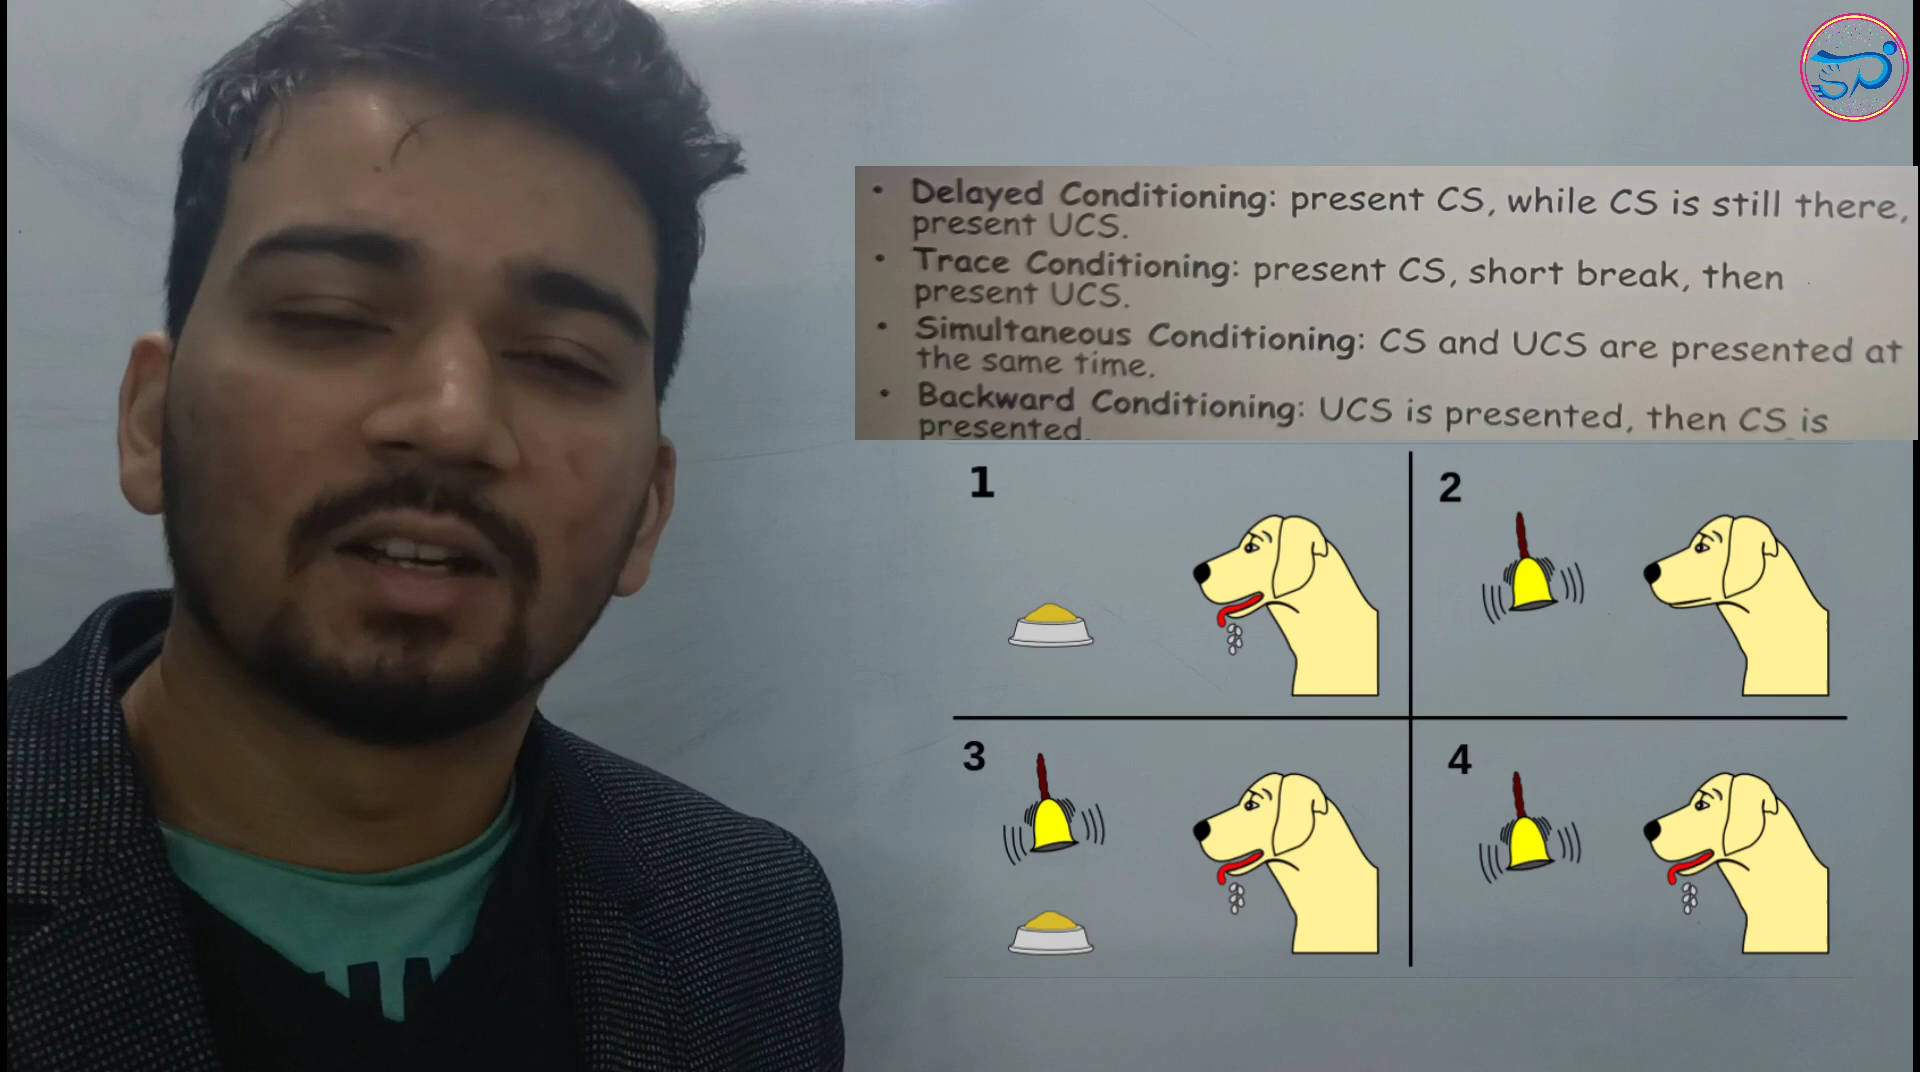 • Delayed Conditioning: present CS, while CS is still there,
present UCS.
• Trace Conditioning: present CS, short break, then
present UCS.
• Simultaneous Conditioning: CS and UCS are presented at
the same time.
• Backward Conditioning: UCS is presented, then CS is
presented.
1
2
3
4